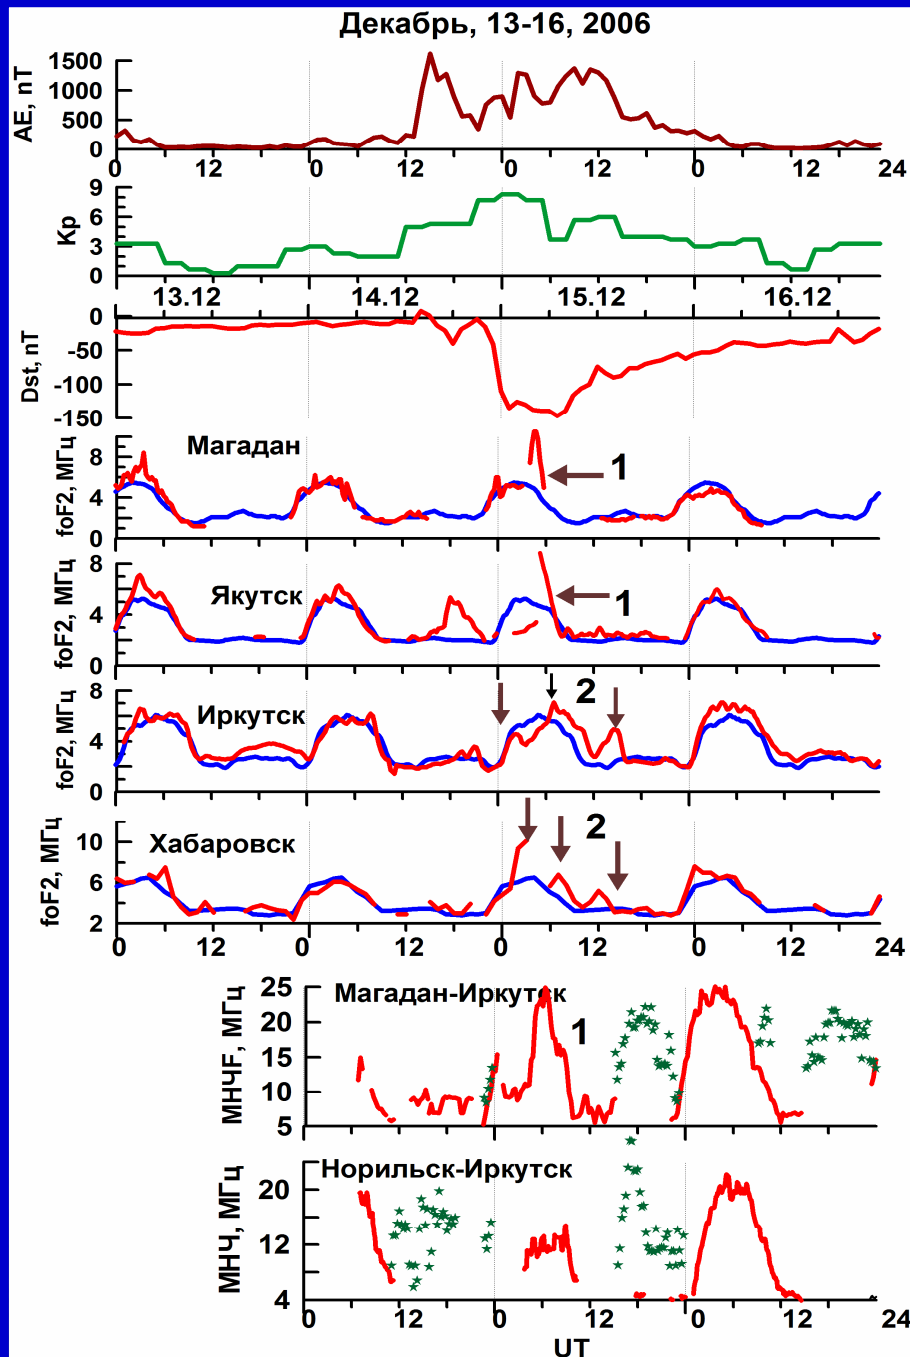 Декабрь, 13-16, 2006
AE, nT
1500
1000
500
0
0 12 0 12 0 12 0 12 24
Kp
9
6
3
0
13.12 14.12 15.12 16.12
Dst, nT
0
-50
-100
-150
foF2, МГц
8
4
0
Магадан
1
foF2, МГц
8
4
0
Якутск
1
foF2, МГц
8
4
0
Иркутск
2
foF2, МГц
10
6
2
Хабаровск
2
0 12 0 12 0 12 0 12 24
МНЧF, МГц
25
20
15
10
5
Магадан-Иркутск
1
МНЧ, МГц
20
12
4
Норильск-Иркутск
0 12 0 12 0 12 24
UT